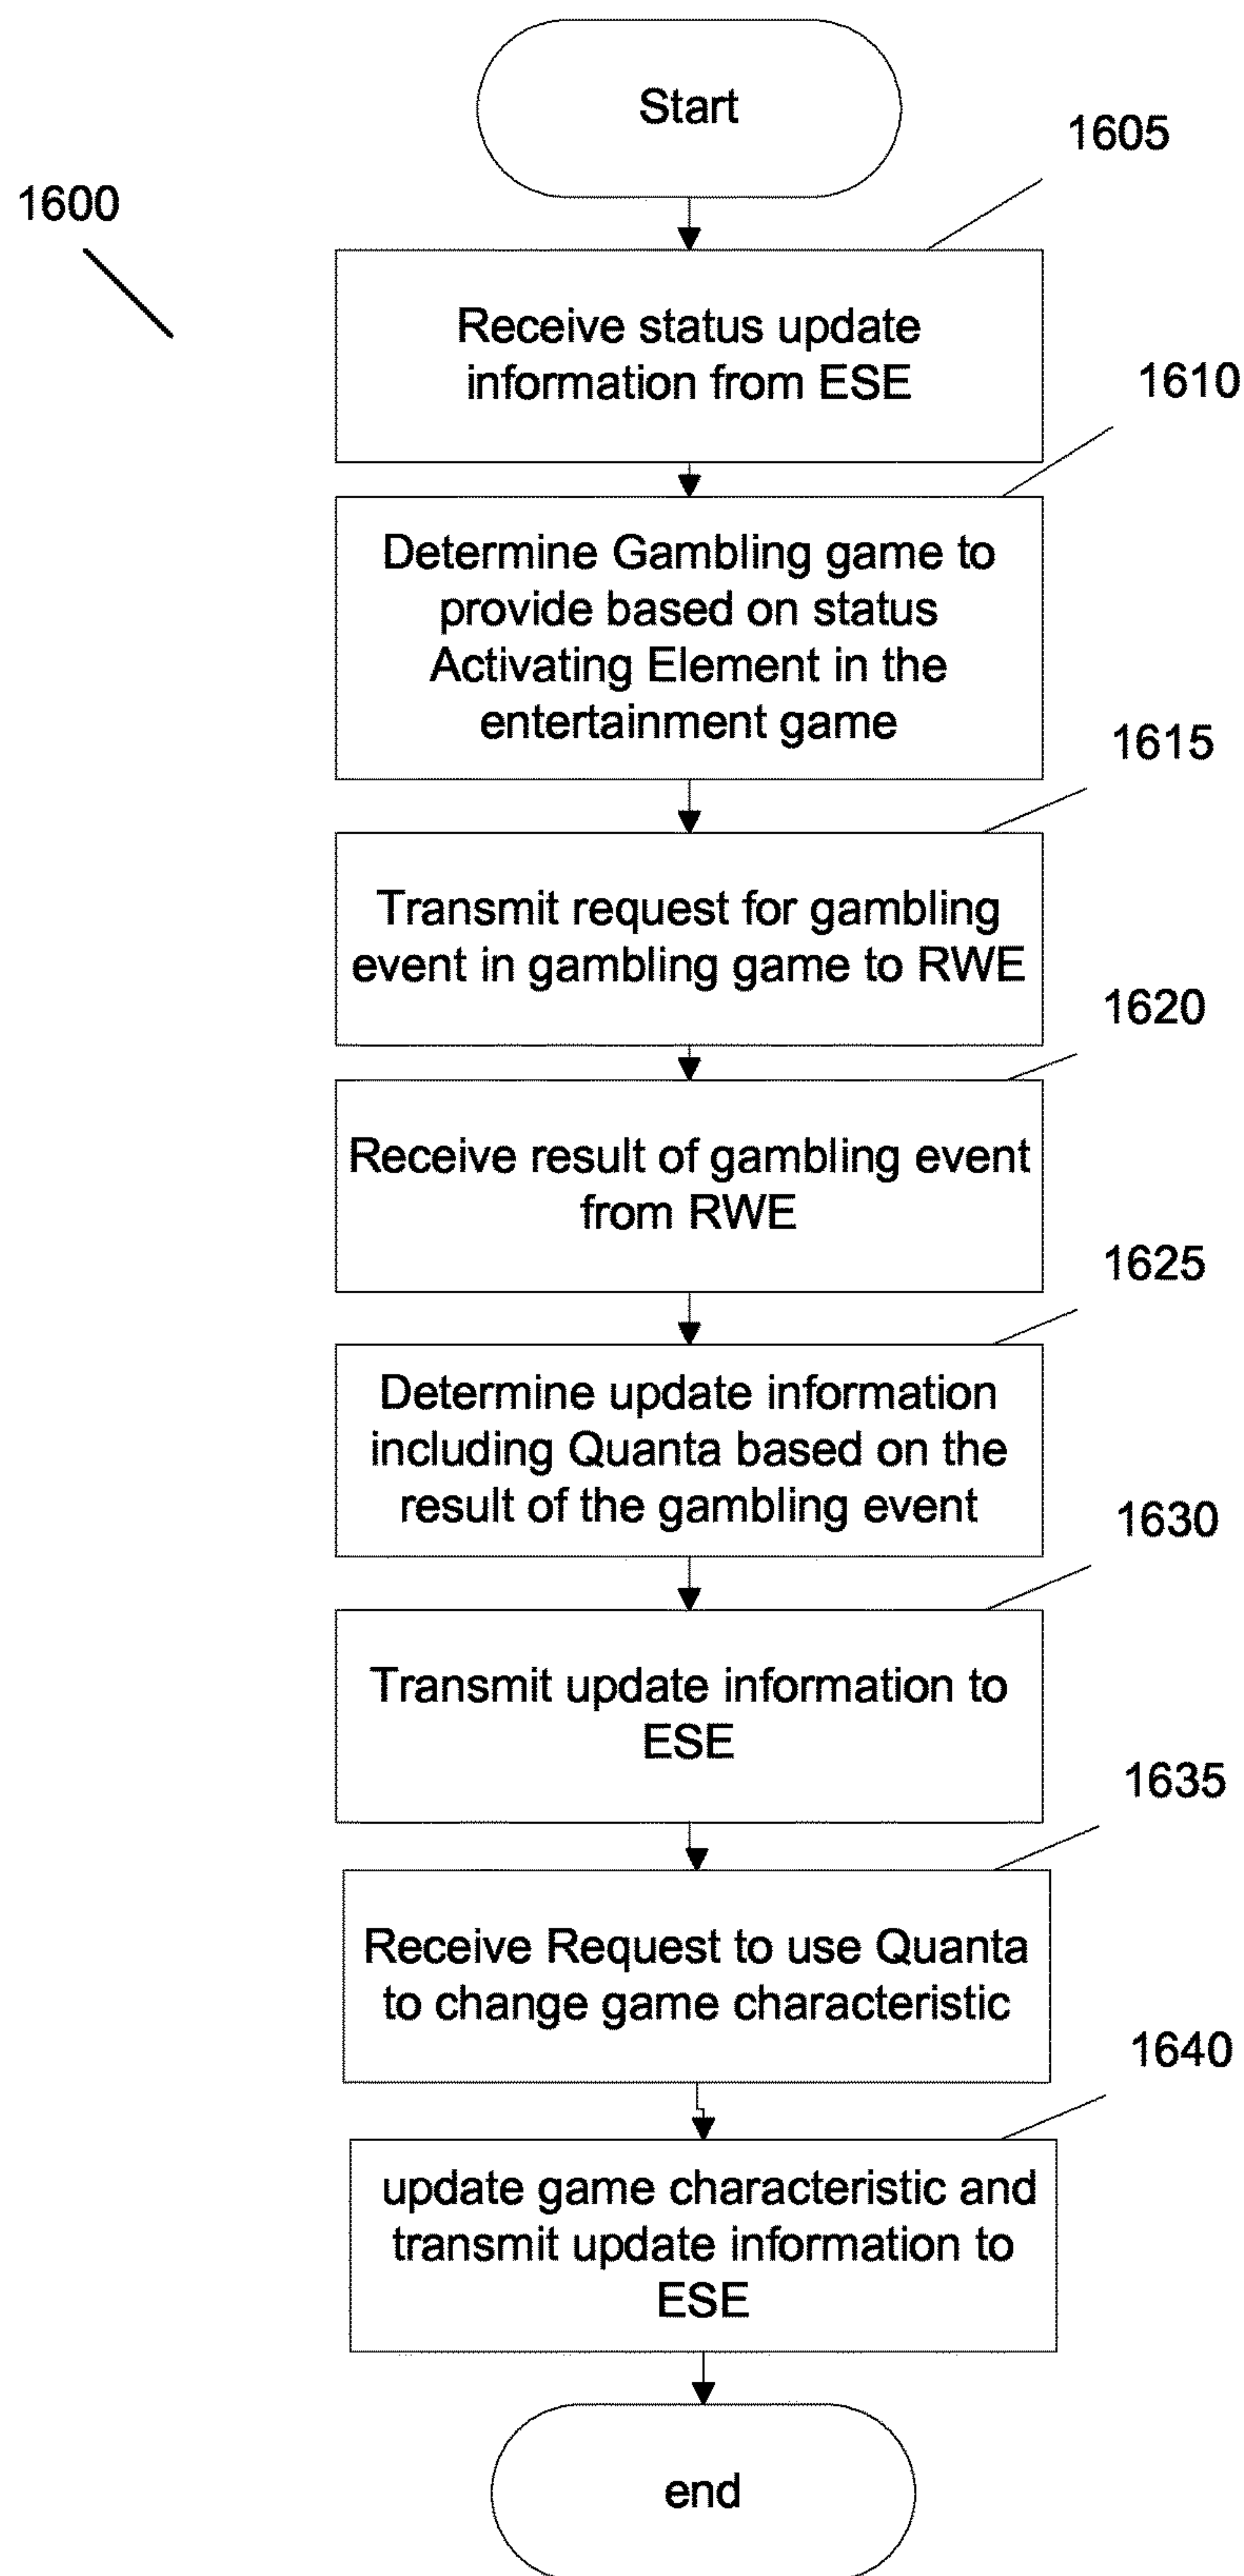 Start
1605
1600
Receive status update
information from ESE
1610
Determine Gambling game to
provide based on status
Activating Element in the
entertainment game
1615
Transmit request for gambling
event in gambling game to RWE
1620
Receive result of gambling event
from RWE
1625
Determine update information
including Quanta based on the
result of the gambling event
1630
Transmit update information to
ESE
1635
Receive Request to use Quanta
to change game characteristic
1640
update game characteristic and
transmit update information to
ESE
end